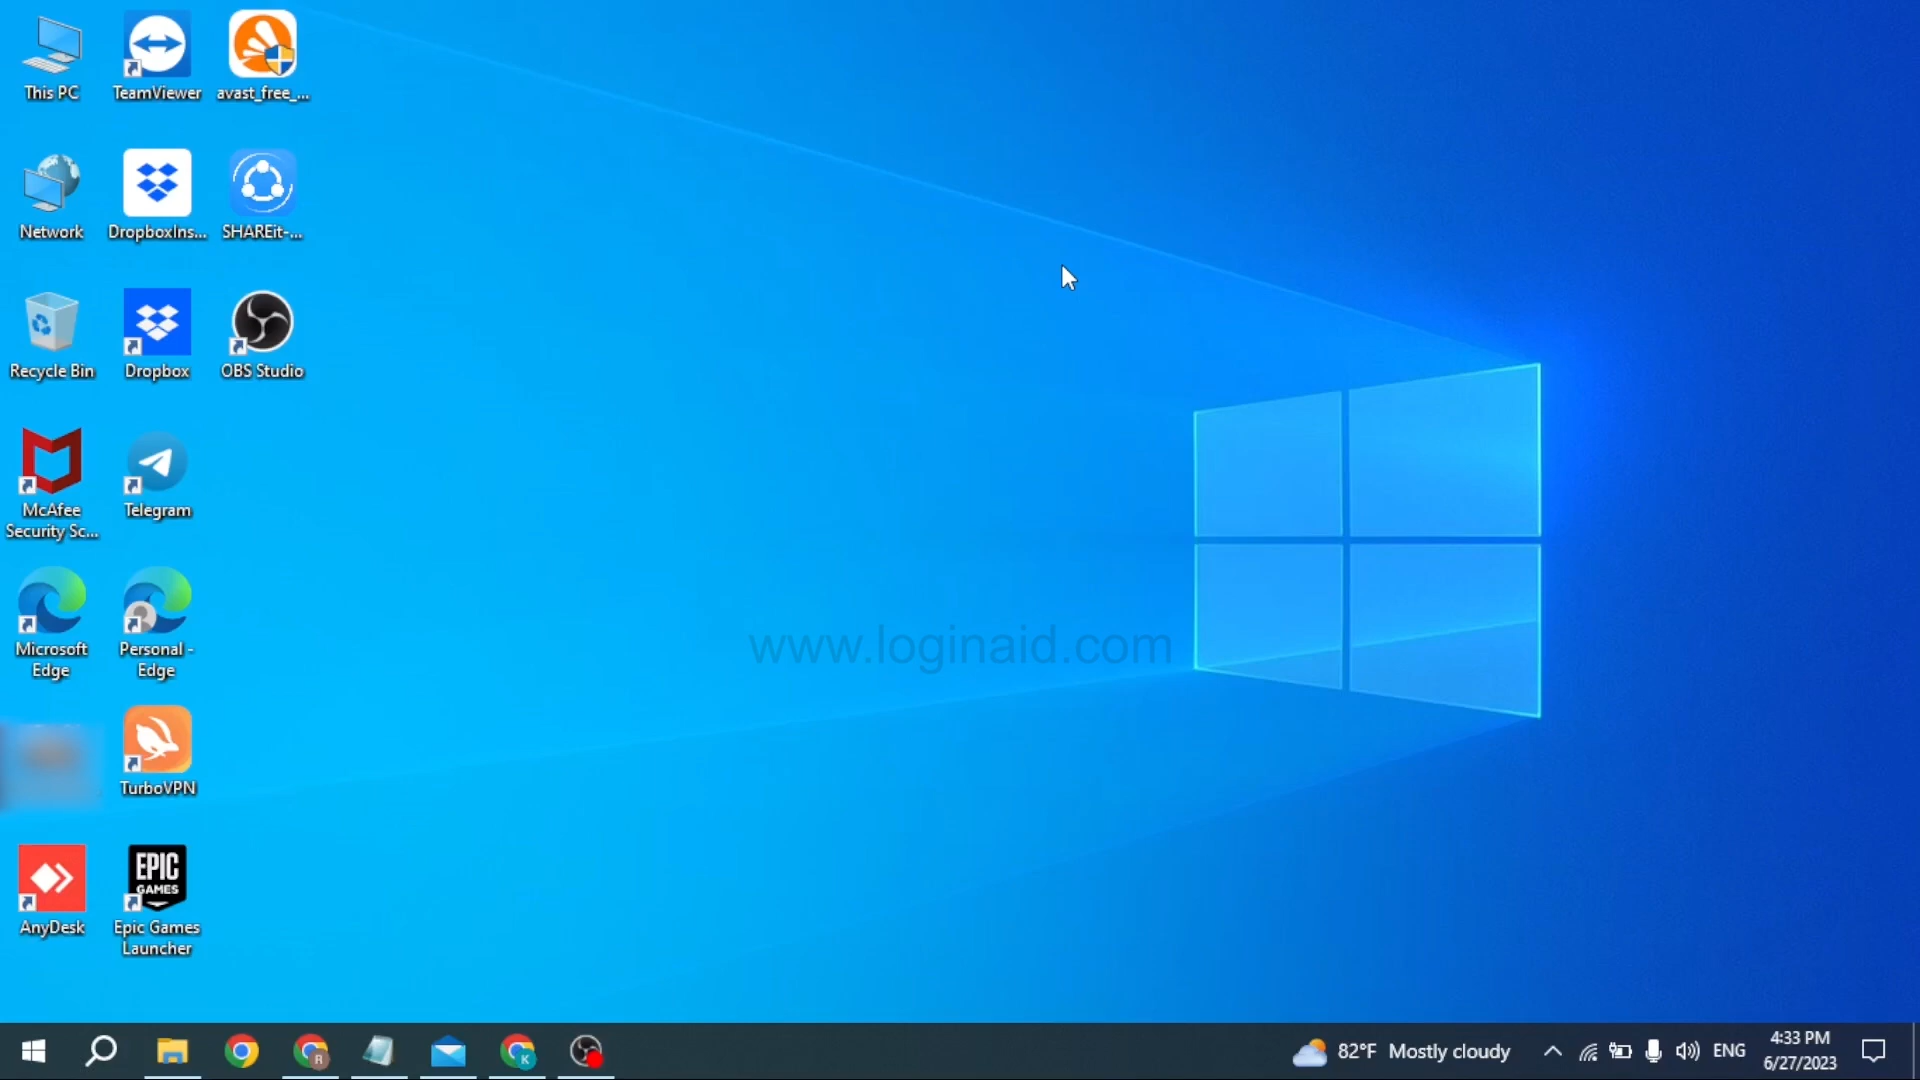 This PC
TeamViewer
avast_free_...
Network
DropboxIns...
SHAREit-...
Recycle Bin
Dropbox
OBS Studio
McAfee
Security Sc...
Telegram
Microsoft
Edge
Personal -
Edge
www.loginaid.com
TurboVPN
EPIC
GAMES
AnyDesk
Epic Games
Launcher
R
K
82°F Mostly cloudy
ENG
4:33 PM
6/27/2023